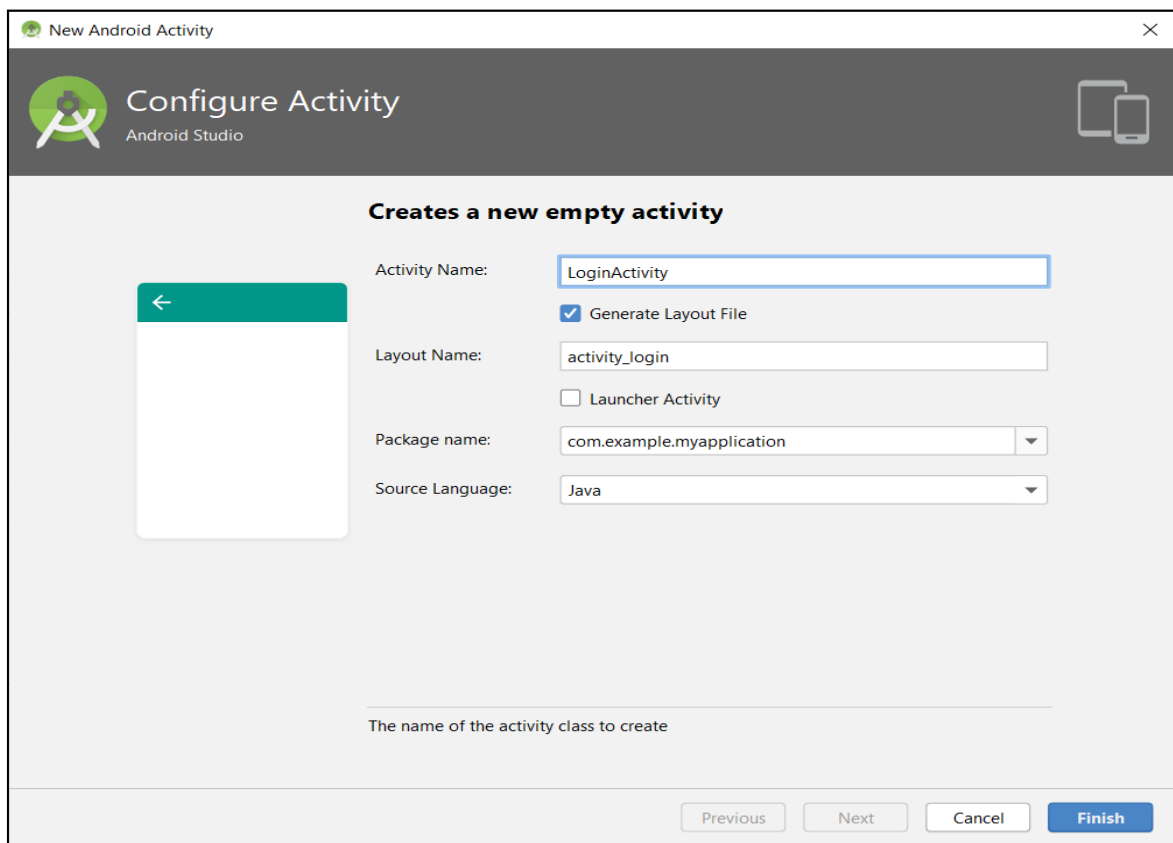 New Android Activity
Configure Activity
Android Studio
Creates a new empty activity
Activity Name: LoginActivity
Generate Layout File
Layout Name: activity_login
Launcher Activity
Package name: com.example.myapplication
Source Language: Java
The name of the activity class to create
Previous Next Cancel Finish